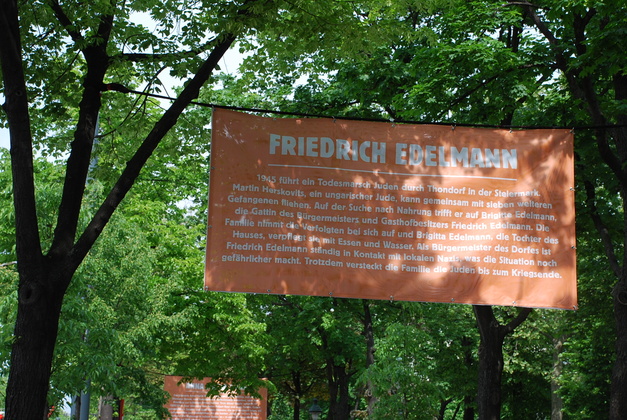 FRIEDRICH EDELMANN
1945 führt ein Todesmarsch Juden durch Thondorf in der Steiermark.
Martin Herskovits, ein ungarischer Jude, kann gemeinsam mit sieben weiteren
Gefangenen fliehen. Auf der Suche nach Nahrung trifft er auf Brigitte Edelmann,
die Gattin des Bürgermeisters und Gasthofbesitzers Friedrich Edelmann. Die
Familie nimmt die Verfolgten bei sich auf und Brigitte Edelmann, die Tochter des
Hauses, verpflegt sie mit Essen und Wasser. Als Bürgermeister des Dorfes ist
Friedrich Edelmann ständig in Kontakt mit lokalen Nazis, was die Situation noch
gefährlicher macht. Trotzdem versteckt die Familie die Juden bis zum Kriegsende.